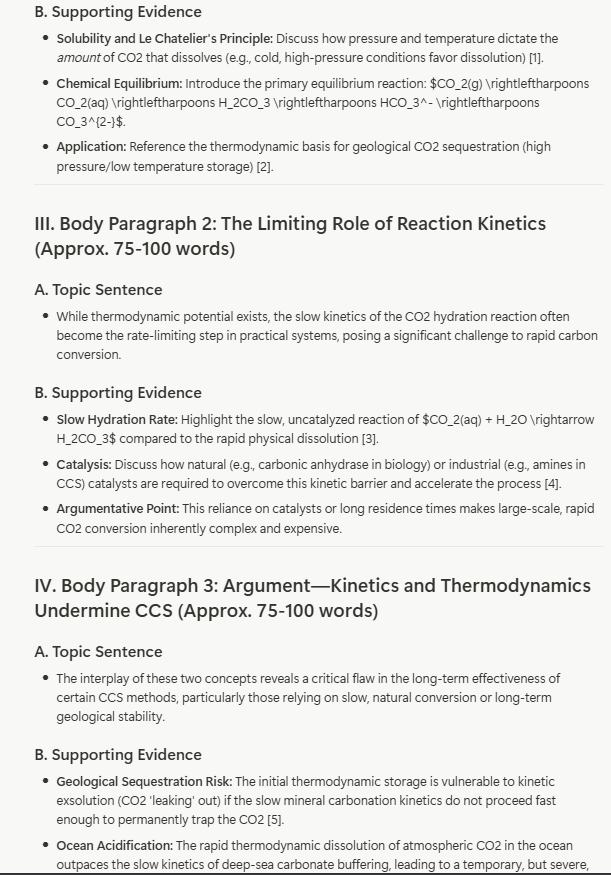 B. Supporting Evidence
• Solubility and Le Chatelier's Principle: Discuss how pressure and temperature dictate the
amount of CO2 that dissolves (e.g., cold, high-pressure conditions favor dissolution) [1].
• Chemical Equilibrium: Introduce the primary equilibrium reaction: $CO_2(g) \rightleftharpoons
CO_2(aq) \rightleftharpoons H_2CO_3 \rightleftharpoons HCO_3^- \rightleftharpoons
CO_3^{2-}$.
• Application: Reference the thermodynamic basis for geological CO2 sequestration (high
pressure/low temperature storage) [2].
III. Body Paragraph 2: The Limiting Role of Reaction Kinetics
(Approx. 75-100 words)
A. Topic Sentence
• While thermodynamic potential exists, the slow kinetics of the CO2 hydration reaction often
become the rate-limiting step in practical systems, posing a significant challenge to rapid carbon
conversion.
B. Supporting Evidence
• Slow Hydration Rate: Highlight the slow, uncatalyzed reaction of $CO_2(aq) + H_2O \rightarrow
H_2CO_3$ compared to the rapid physical dissolution [3].
• Catalysis: Discuss how natural (e.g., carbonic anhydrase in biology) or industrial (e.g., amines in
CCS) catalysts are required to overcome this kinetic barrier and accelerate the process [4].
• Argumentative Point: This reliance on catalysts or long residence times makes large-scale, rapid
CO2 conversion inherently complex and expensive.
IV. Body Paragraph 3: Argument—Kinetics and Thermodynamics
Undermine CCS (Approx. 75-100 words)
A. Topic Sentence
• The interplay of these two concepts reveals a critical flaw in the long-term effectiveness of
certain CCS methods, particularly those relying on slow, natural conversion or long-term
geological stability.
B. Supporting Evidence
• Geological Sequestration Risk: The initial thermodynamic storage is vulnerable to kinetic
exsolution (CO2 'leaking' out) if the slow mineral carbonation kinetics do not proceed fast
enough to permanently trap the CO2 [5].
• Ocean Acidification: The rapid thermodynamic dissolution of atmospheric CO2 in the ocean
outpaces the slow kinetics of deep-sea carbonate buffering, leading to a temporary, but severe,